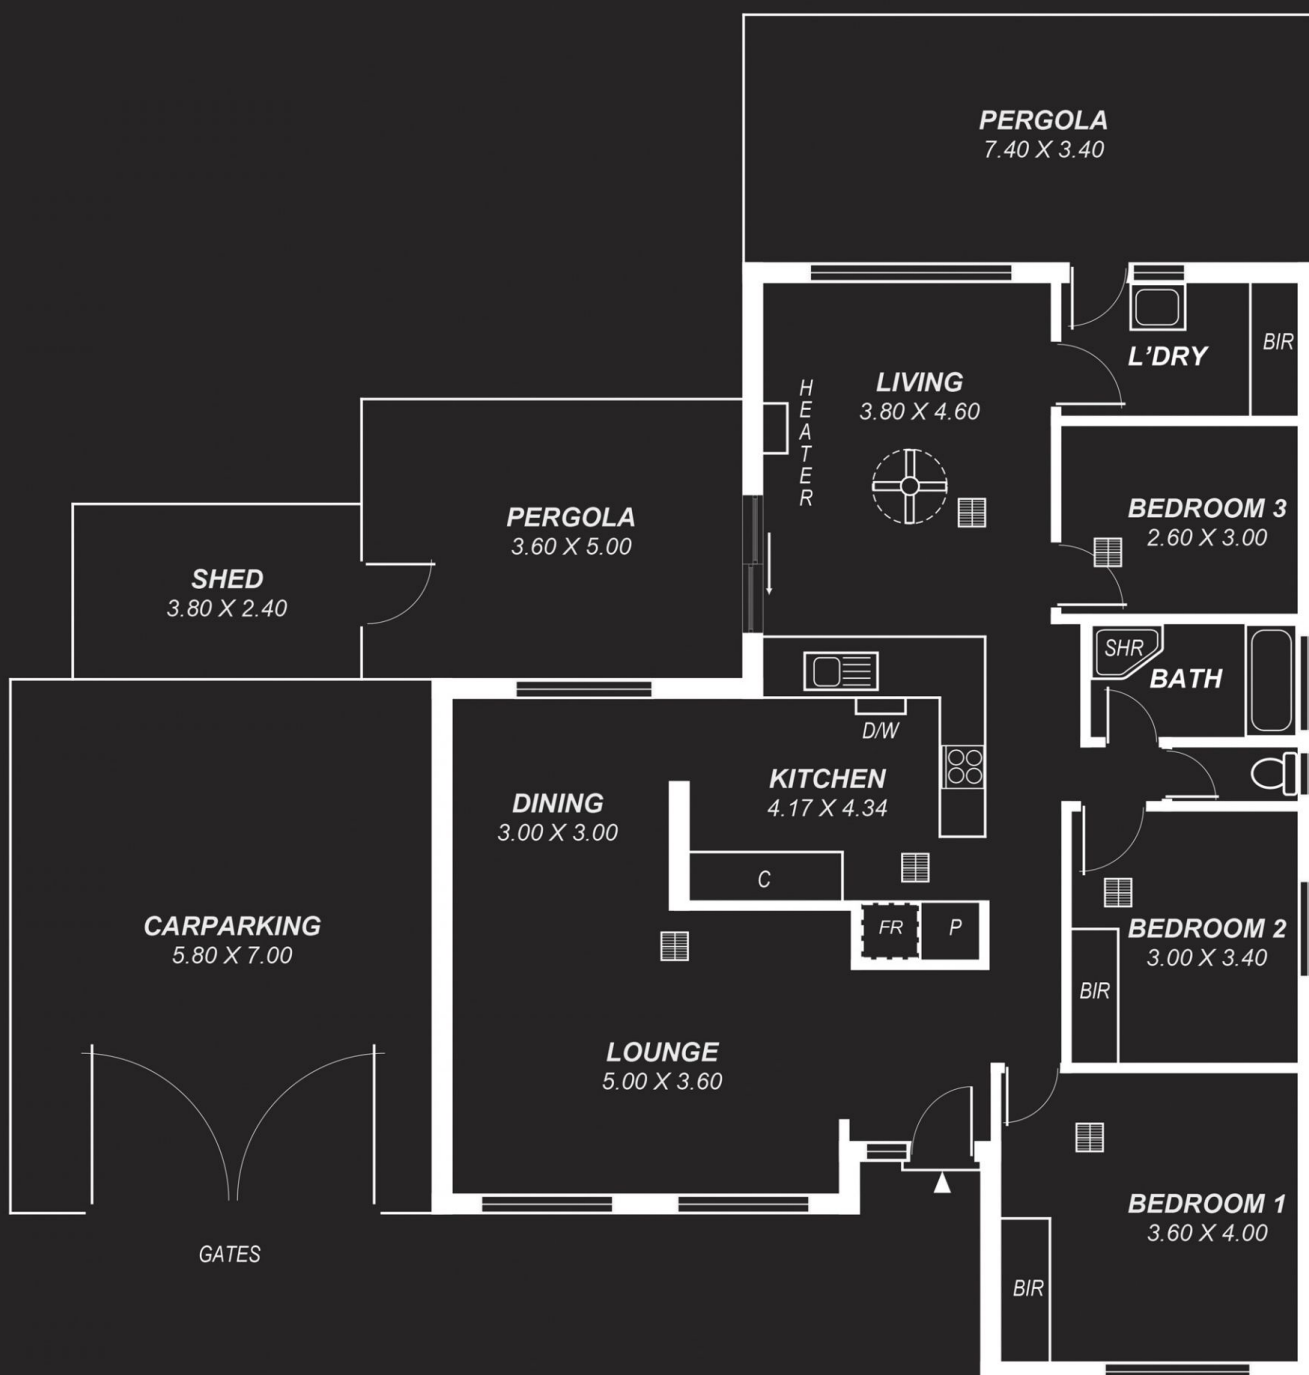 PERGOLA
7.40 X 3.40
L'DRY
BIR
LIVING
3.80 X 4.60
HEATER
BEDROOM 3
2.60 X 3.00
PERGOLA
3.60 X 5.00
SHED
3.80 X 2.40
SHR
BATH
D/W
KITCHEN
4.17 X 4.34
DINING
3.00 X 3.00
C
FR
P
BEDROOM 2
3.00 X 3.40
BIR
CARPARKING
5.80 X 7.00
LOUNGE
5.00 X 3.60
BEDROOM 1
3.60 X 4.00
BIR
GATES